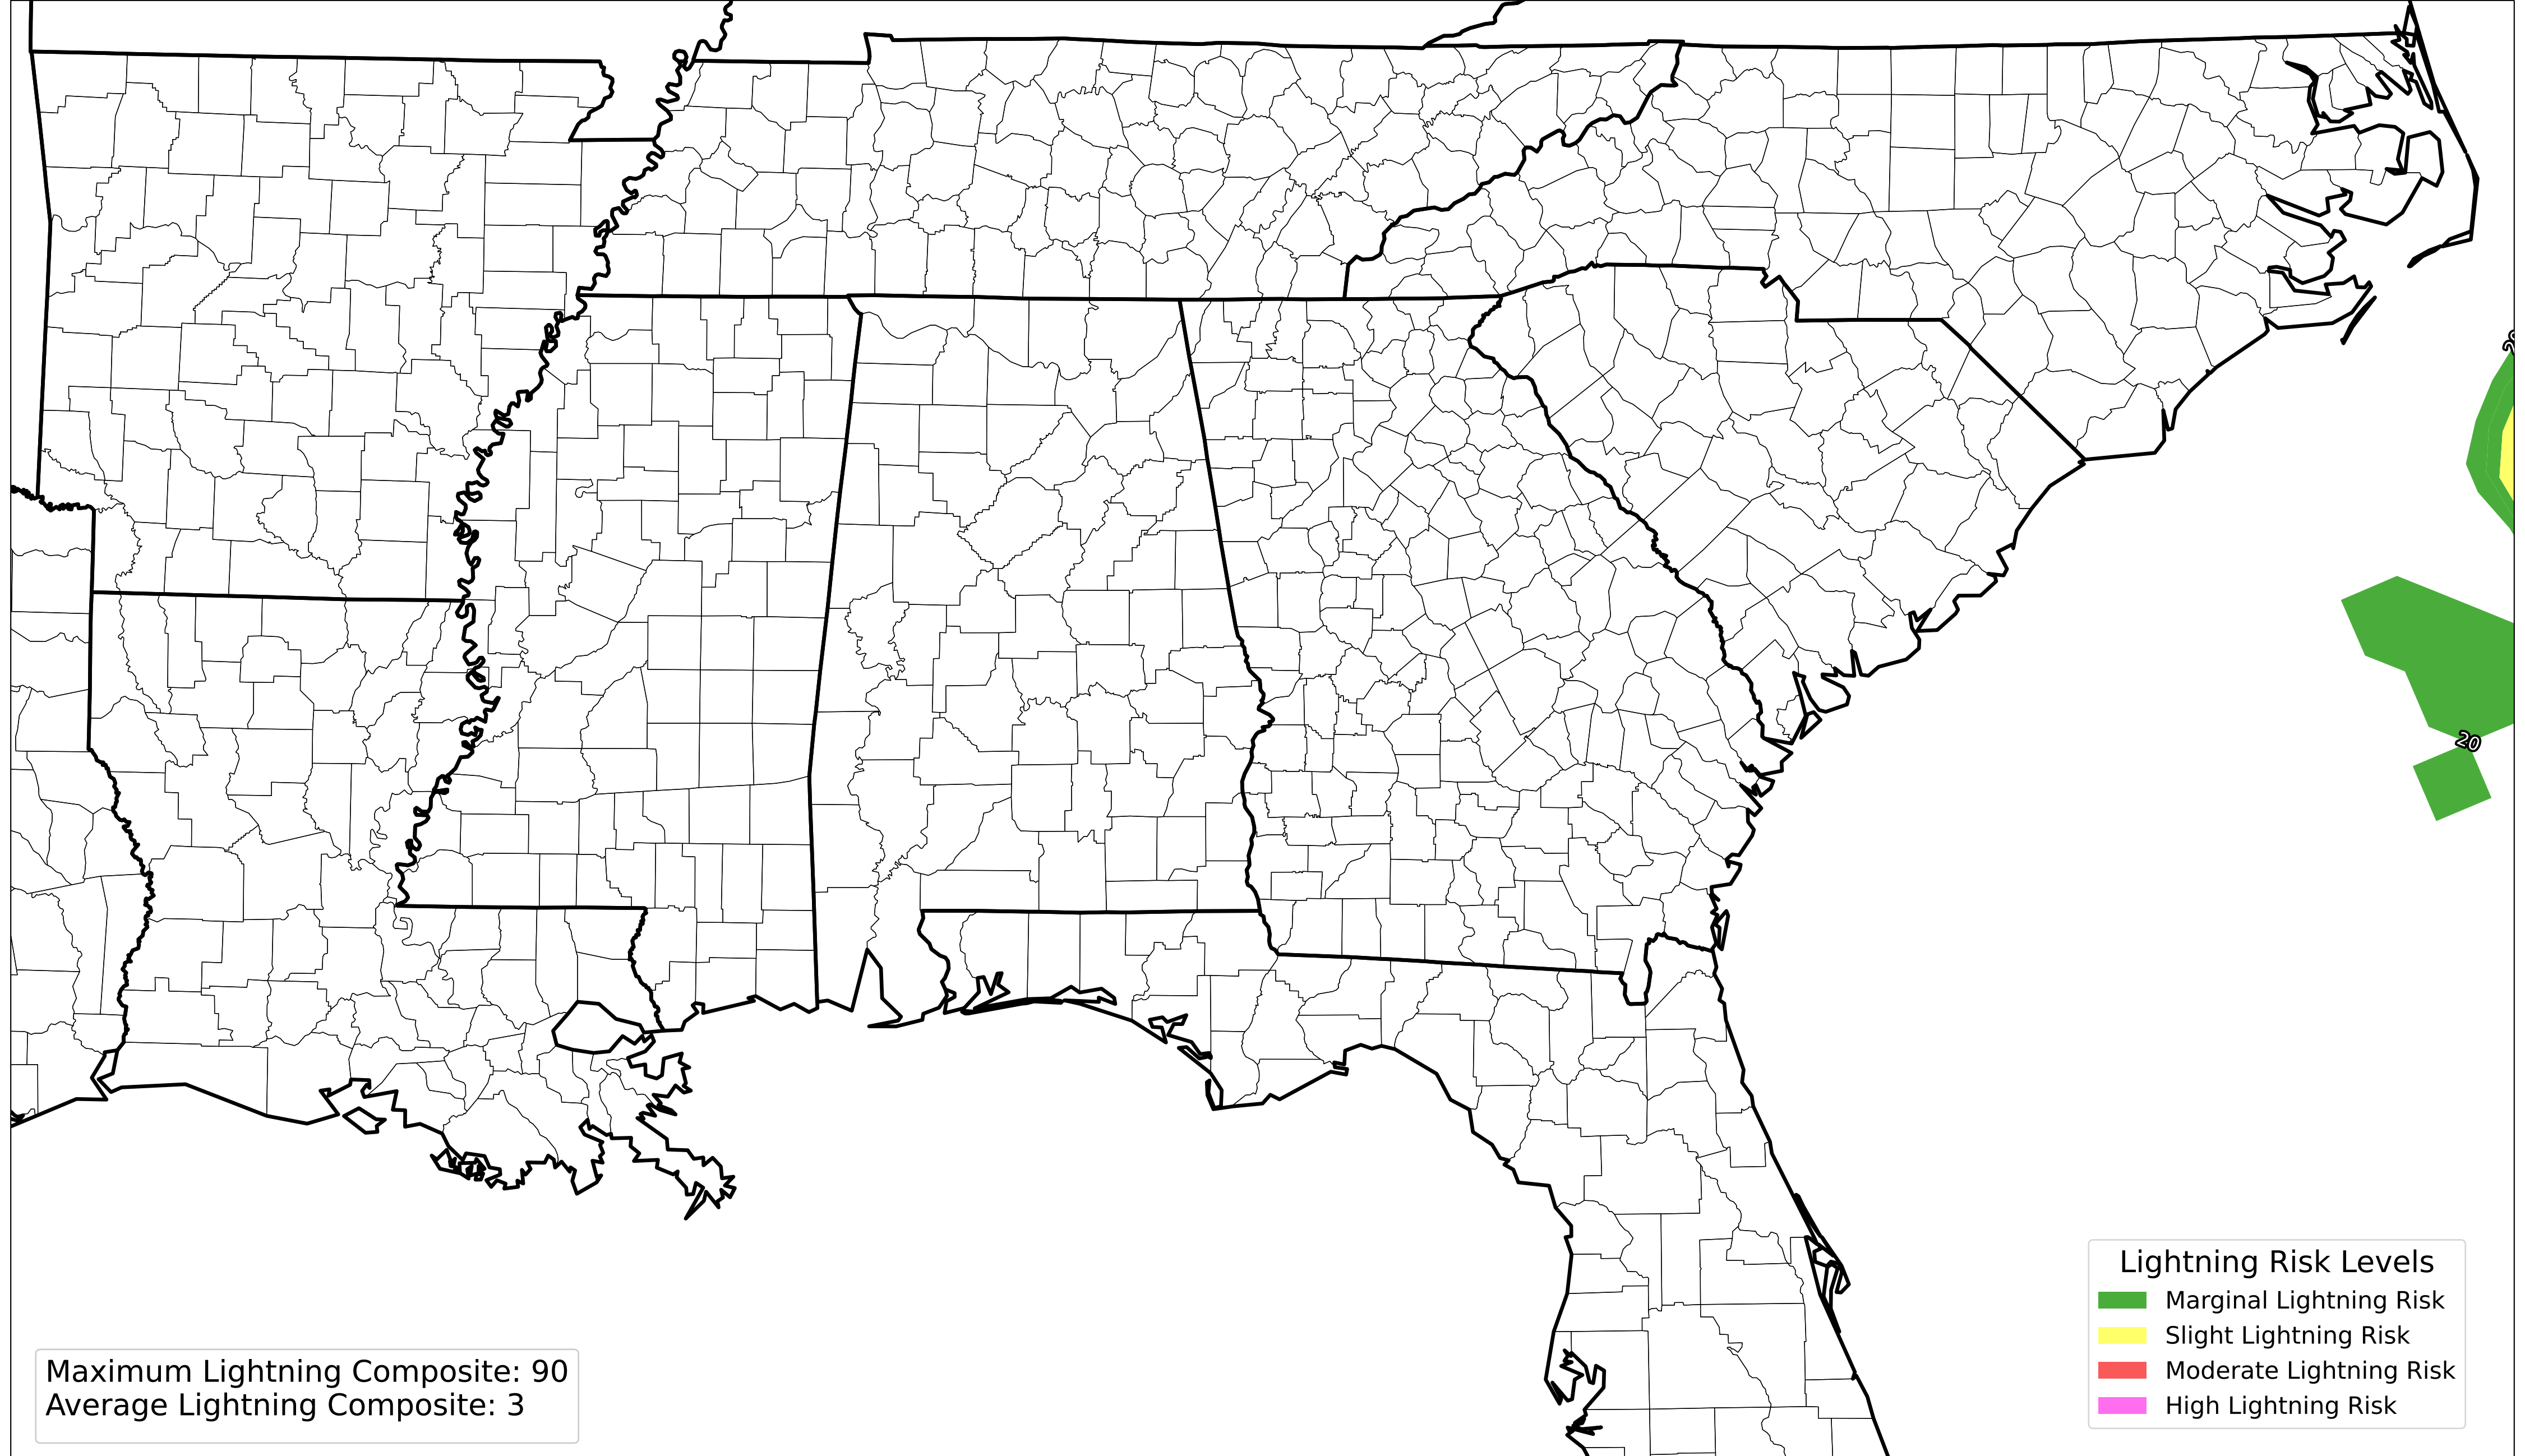 20
Lightning Risk Levels
Marginal Lightning Risk
Slight Lightning Risk
Moderate Lightning Risk
High Lightning Risk
Maximum Lightning Composite: 90
Average Lightning Composite: 3